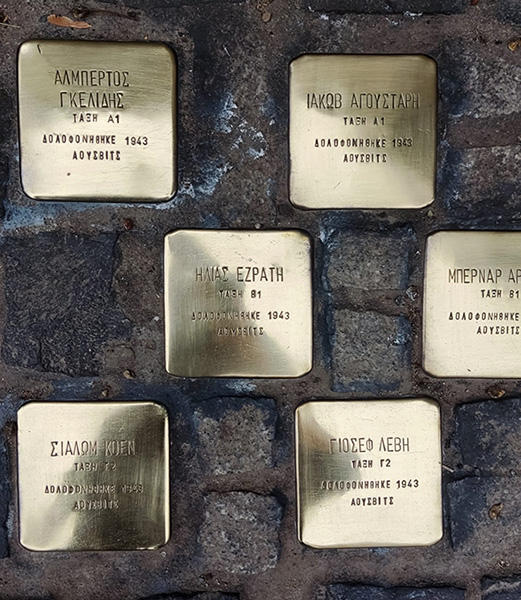 ΑΛΜΠΕΡΤΟΣ
ΓΚΕΛΙΔΗΣ
ΤΑΞΗ Α1
ΔΟΛΟΦΟΝΗΘΗΚΕ 1943
ΑΟΥΣΒΙΤΣ
ΙΑΚΩΒ ΑΓΟΥΣΤΑΡΗ
ΤΑΞΗ Α1
ΔΟΛΟΦΟΝΗΘΗΚΕ 1943
ΑΟΥΣΒΙΤΣ
ΗΛΙΑΣ ΕΖΡΑΤΗ
ΤΑΞΗ Β1
ΔΟΛΟΦΟΝΗΘΗΚΕ 1943
ΑΟΥΣΒΙΤΣ
ΜΠΕΡΝΑΡ
ΤΑΞΗ Β1
ΑΟΥΣΒΙΤΣ
ΣΙΑΛΩΜ ΚΟΕΝ
ΤΑΞΗ
ΔΟΛΟΦΟΝΗΘΗΚΕ 1943
ΑΟΥΣΒΙΤΣ
ΓΙΟΣΕΦ ΛΕΒΗ
ΤΑΞΗ Γ2
ΔΟΛΟΦΟΝΗΘΗΚΕ 1943
ΑΟΥΣΒΙΤΣ